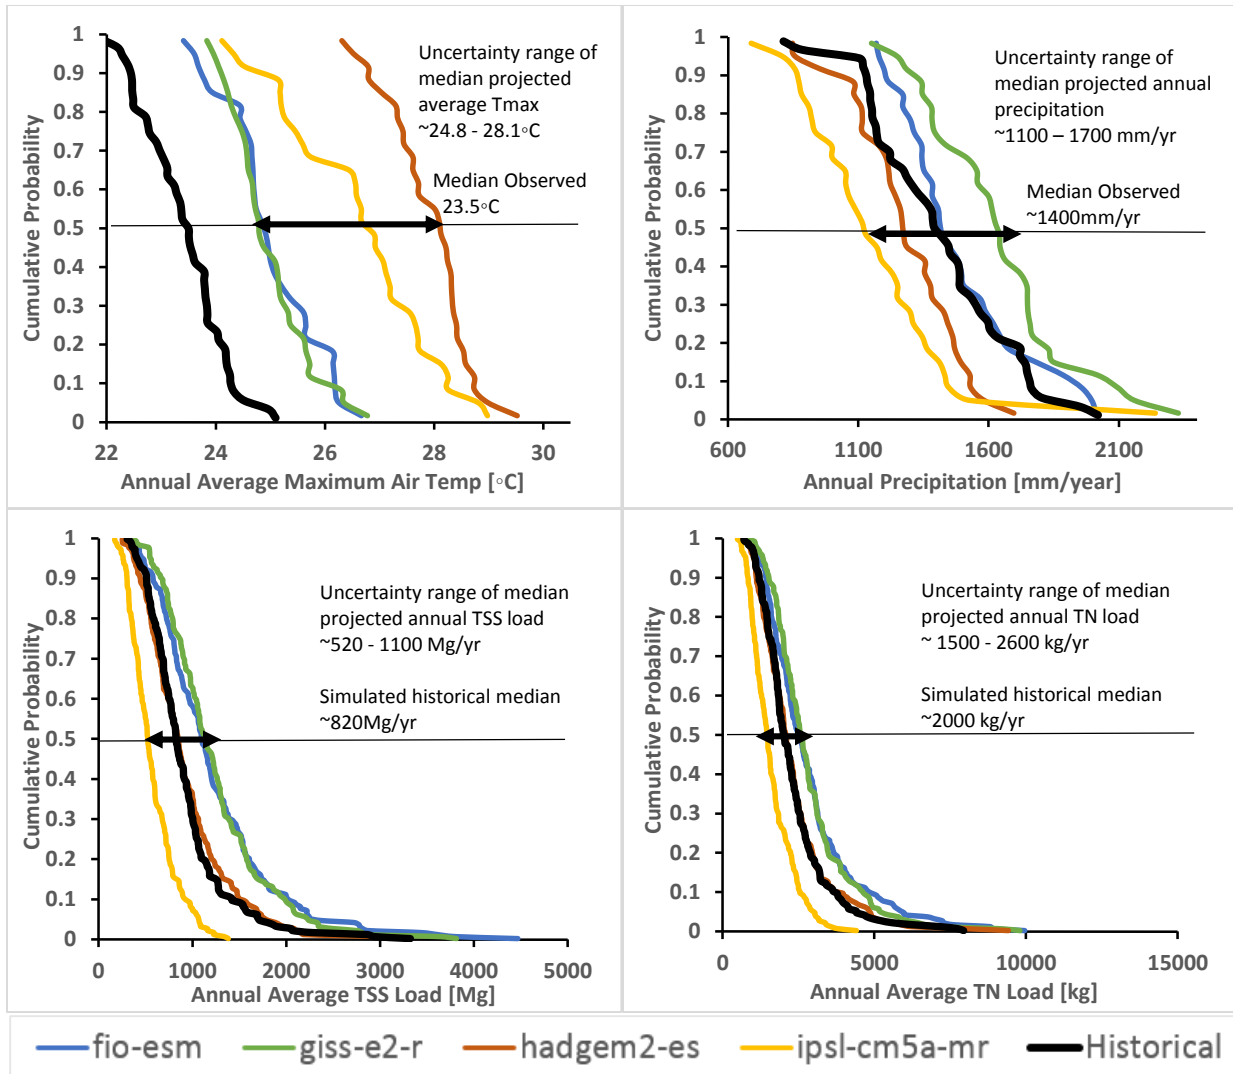 Cumulative Probability
1
0.9
0.8
0.7
0.6
0.5
0.4
0.3
0.2
0.1
0
22
24
26
28
30
Annual Average Maximum Air Temp [◦C]
Uncertainty range of
median projected
average Tmax
~24.8 - 28.1◦C
Median Observed
23.5◦C
Cumulative Probability
1
0.9
0.8
0.7
0.6
0.5
0.4
0.3
0.2
0.1
0
600
1100
1600
2100
Annual Precipitation [mm/year]
Uncertainty range of
median projected annual
precipitation
~1100 – 1700 mm/yr
Median Observed
~1400mm/yr
Cumulative Probability
1
0.9
0.8
0.7
0.6
0.5
0.4
0.3
0.2
0.1
0
0
1000
2000
3000
4000
5000
Annual Average TSS Load [Mg]
Uncertainty range of median
projected annual TSS load
~520 - 1100 Mg/yr
Simulated historical median
~820Mg/yr
Cumulative Probability
1
0.9
0.8
0.7
0.6
0.5
0.4
0.3
0.2
0.1
0
0
5000
10000
15000
Annual Average TN Load [kg]
Uncertainty range of median
projected annual TN load
~ 1500 - 2600 kg/yr
Simulated historical median
~2000 kg/yr
fio-esm
giss-e2-r
hadgem2-es
ipsl-cm5a-mr
Historical